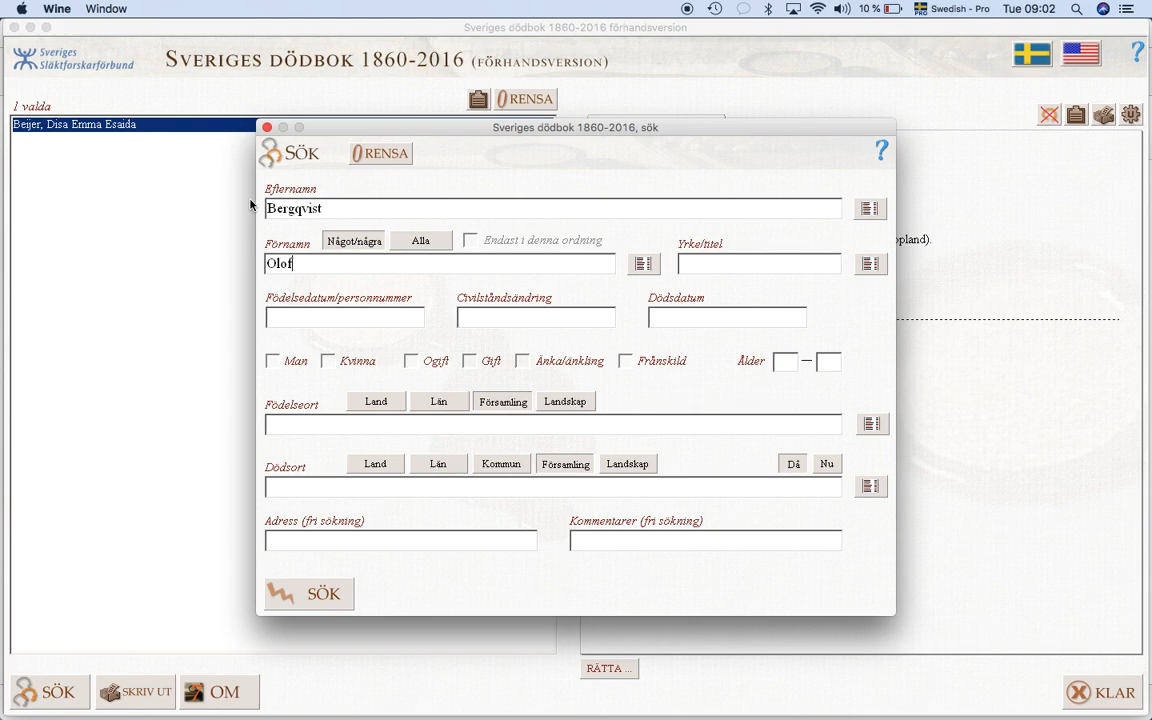 Wine Window 10 % Swedish - Pro Tue 09:02
Sveriges dödbok 1860-2016 förhandsversion
Sveriges
Släktforskarförbund
SVERIGES DÖDBOK 1860-2016 (FÖRHANDSVERSION)
?
1 valda
RENSA
Beijer, Disa Emma Esaida
Sveriges dödbok 1860-2016, sök
SÖK RENSA ?
Efternamn
Bergqvist
Förnamn Något/några Alla Endast i denna ordning Yrke/titel
ppland).
Olof
Födelsedatum/personnummer Civilståndsändring Dödsdatum
Man Kvinna Ogift Gift Änka/änkling Frånskild Ålder —
Födelseort Land Län Församling Landskap
Dödsort Land Län Kommun Församling Landskap Då Nu
Adress (fri sökning) Kommentarer (fri sökning)
SÖK
RÄTTA ...
SÖK SKRIV UT OM KLAR